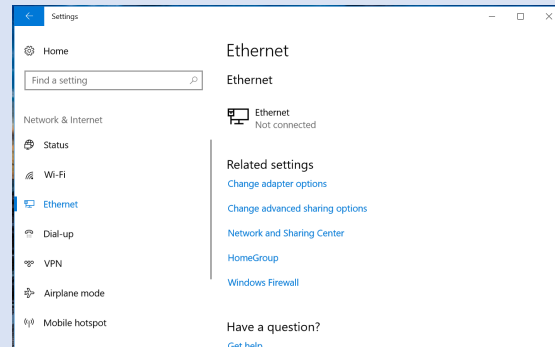 Settings
Home
Find a setting
Network & Internet
Status
Wi-Fi
Ethernet
Dial-up
VPN
Airplane mode
Mobile hotspot
Ethernet
Ethernet
Ethernet
Not connected
Related settings
Change adapter options
Change advanced sharing options
Network and Sharing Center
HomeGroup
Windows Firewall
Have a question?
Get help